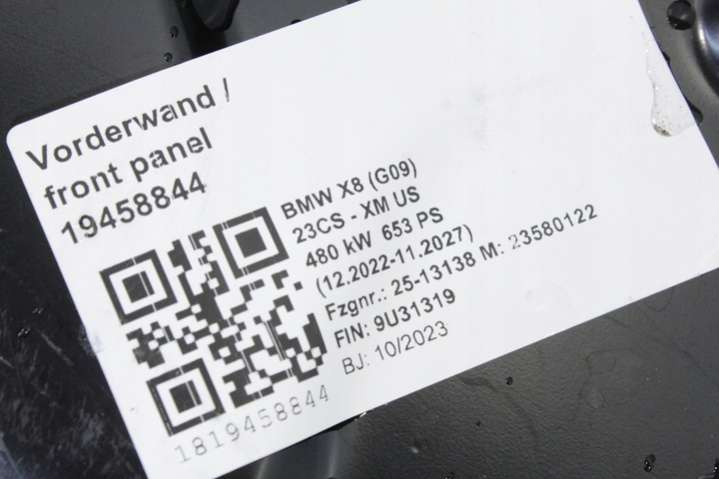 Vorderwand /
front panel
19458844
BMW X8 (G09)
23CS - XM US
480 kW 653 PS
(12.2022-11.2027)
Fzgnr.: 25-13138 M: 23580122
FIN: 9U31319
BJ: 10/2023
1819458844